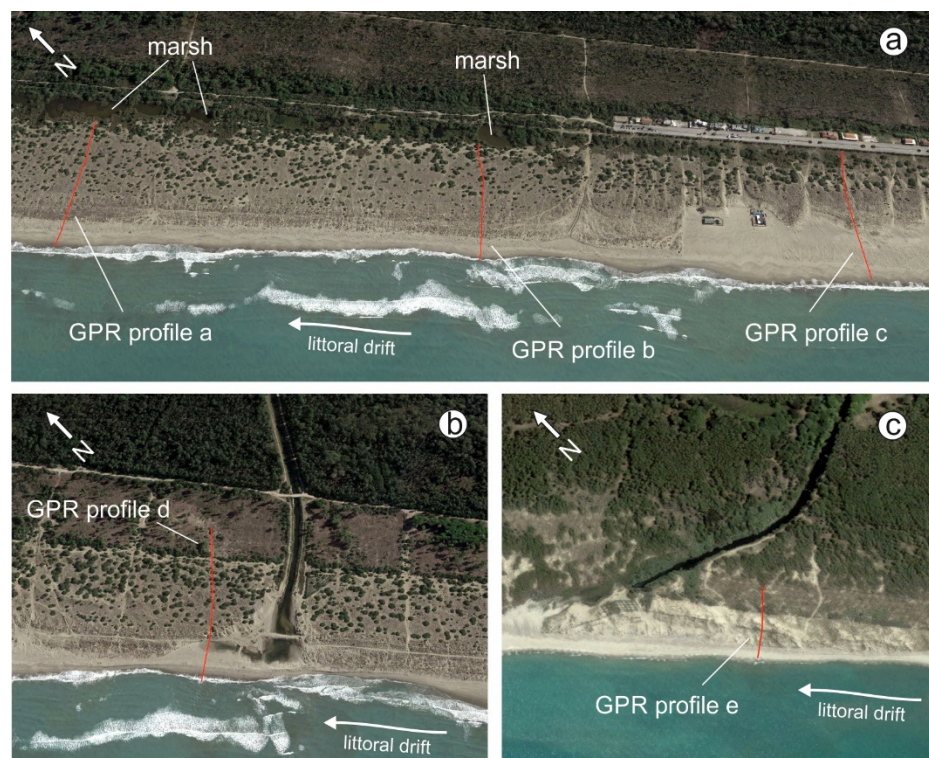 a
N
marsh
marsh
GPR profile a
littoral drift
GPR profile b
GPR profile c
b
N
GPR profile d
littoral drift
c
N
GPR profile e
littoral drift